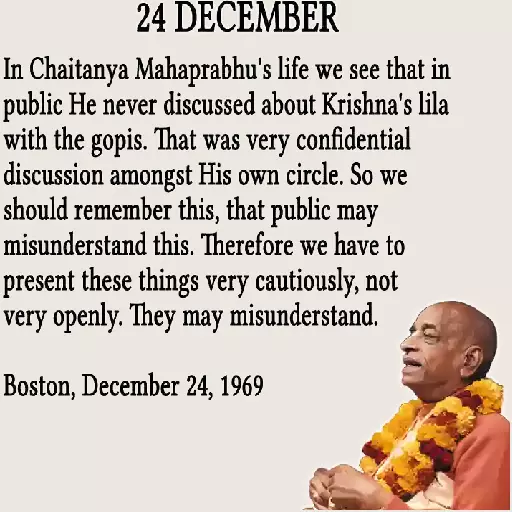 24 DECEMBER
In Chaitanya Mahaprabhu's life we see that in
public He never discussed about Krishna's lila
with the gopis. That was very confidential
discussion amongst His own circle. So we
should remember this, that public may
misunderstand this. Therefore we have to
present these things very cautiously, not
very openly. They may misunderstand.
Boston, December 24, 1969